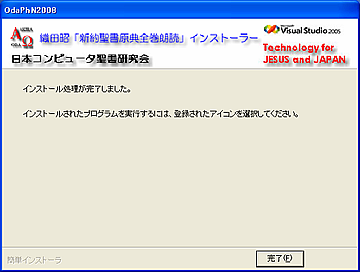 OdaPhN2008
AKIRA
AO
ODA
織田昭「新約聖書原典全巻朗読」インストーラー
Microsoft
Visual Studio 2005
日本コンピュータ聖書研究会
Technology for
JESUS and JAPAN
インストール処理が完了しました。
インストールされたプログラムを実行するには、登録されたアイコンを選択してください。
簡単インストーラ
完了(F)